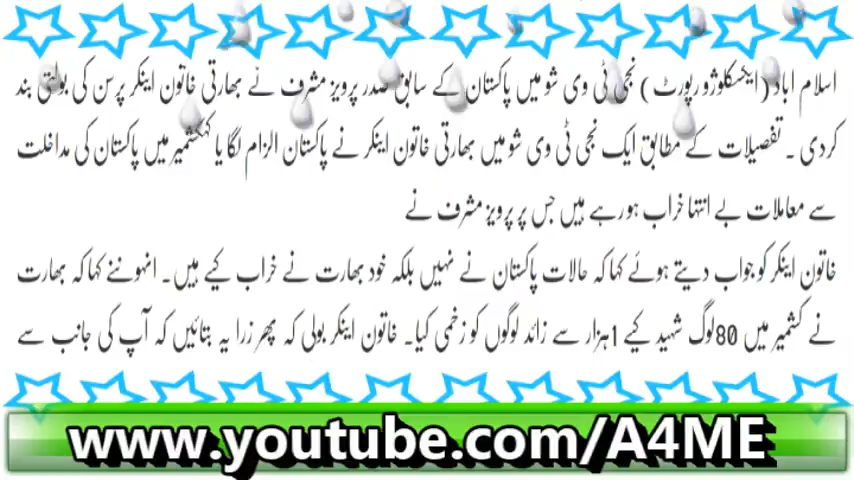 اسلام اباد (ایکسکلوژو رپورٹ) نجی ٹی وی شو میں پاکستان کے سابق صدر پرویز مشرف نے بھارتی خاتون اینکر پرسن کی بولتی بند
کردی ۔ تفصیلات کے مطابق ایک نجی ٹی وی شو میں بھارتی خاتون اینکر نے پاکستان الزام لگا یا کہ کشمیر میں پاکستان کی مداخلت
سے معاملات بے انتہا خراب ہو رہے ہیں جس پر پرویز مشرف نے
خاتون اینکر کو جواب دیتے ہوئے کہا کہ حالات پاکستان نے نہیں بلکہ خود بھارت نے خراب کیے ہیں۔ انہوننے کہا کہ بھارت
نے کشمیر میں 80 لوگ شہید کیے 1 ہزار سے زائد لوگوں کو زخمی کیا۔ خاتون اینکر بولی کہ پھر زرا یہ بتائیں کہ آپ کی جانب سے
www.youtube.com/A4ME